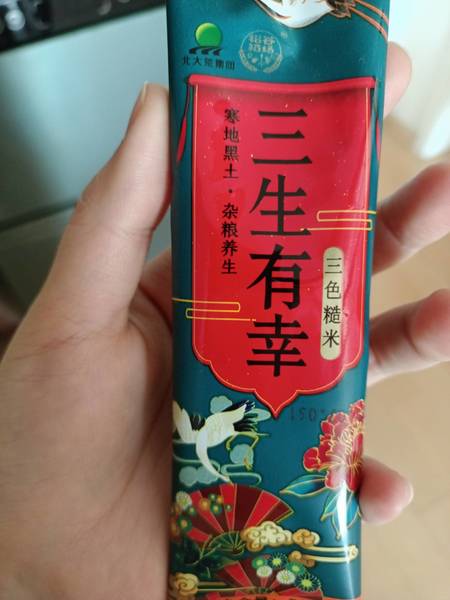 北大荒集团
三生有幸
寒地黑土·杂粮养生
三色糙米